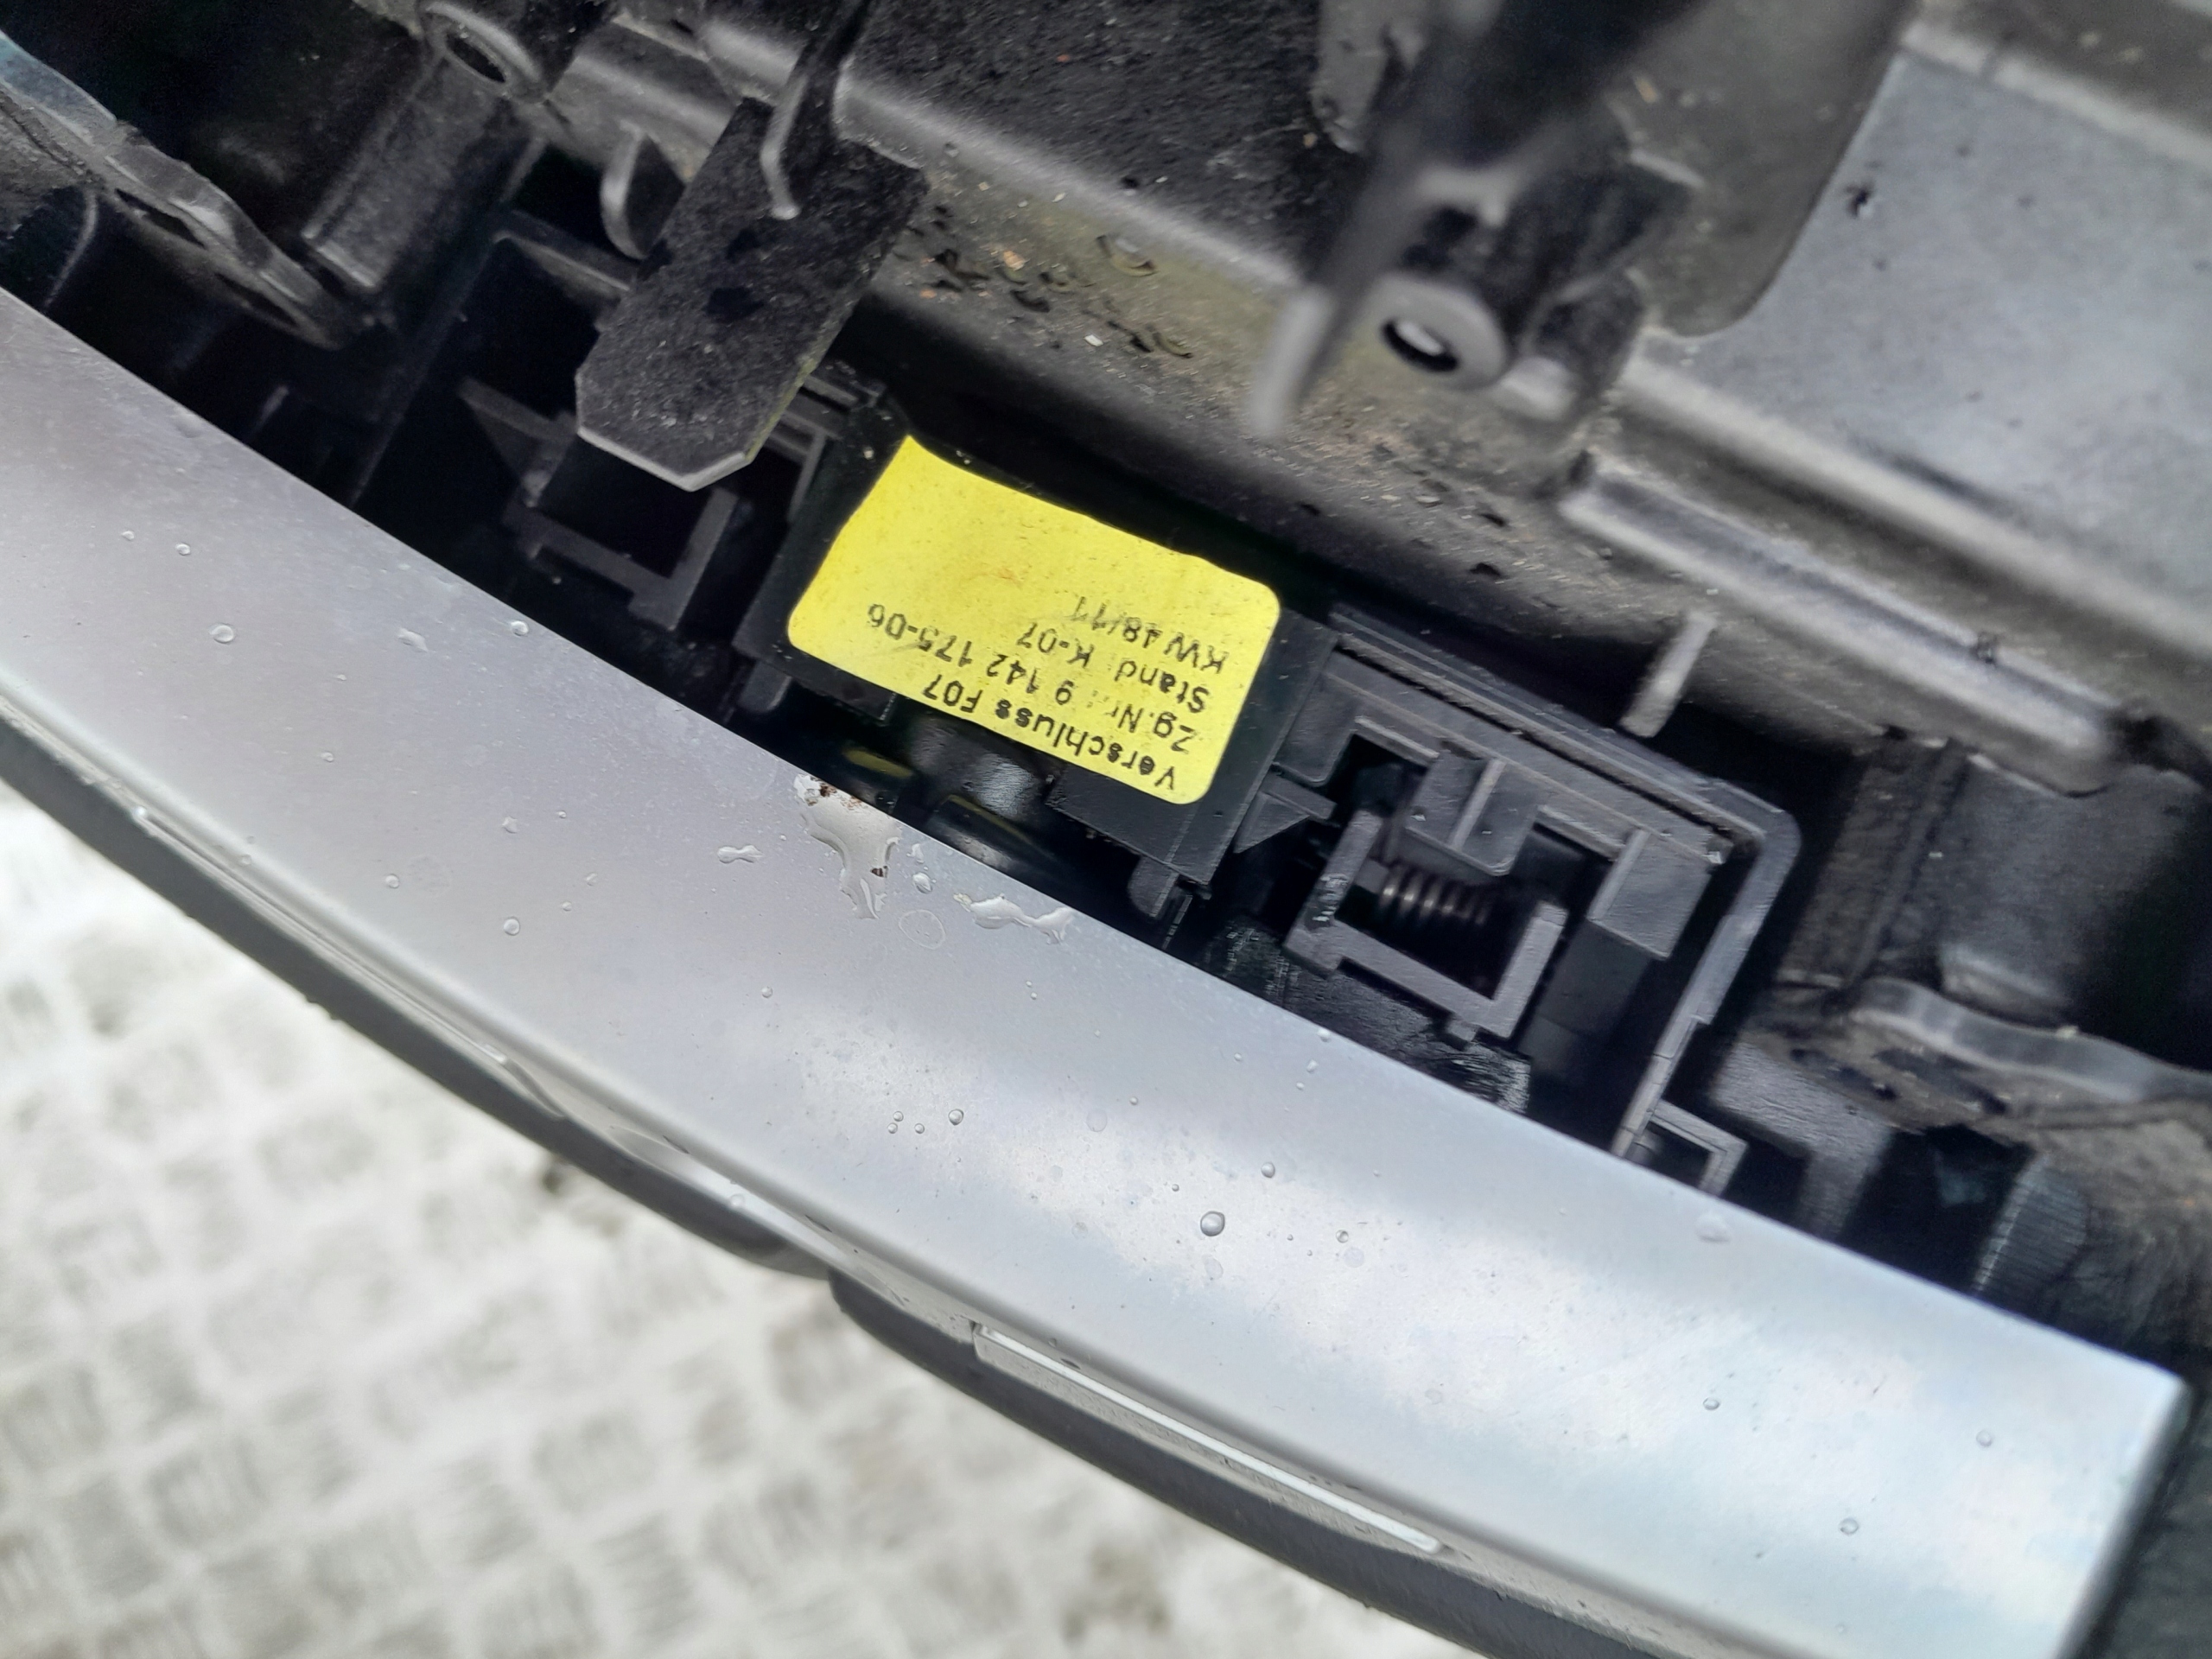 Verschluss F07
Zg.Nr.: 9 142 175-06
Stand: K-07
KW 48/11